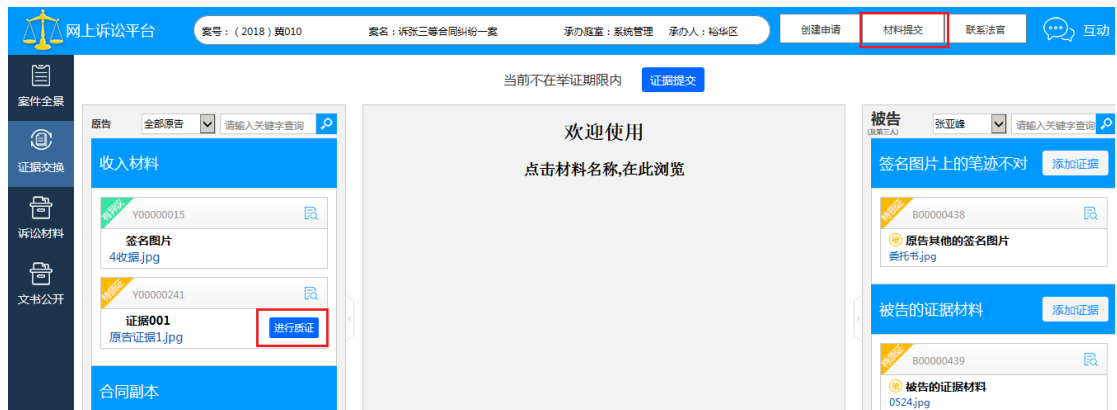 网上诉讼平台
案号：（2018）冀010
案名：诉张三等合同纠纷一案
承办庭室：系统管理
承办人：裕华区
创建申请
材料提交
联系法官
互动
案件全景
证据交换
诉讼材料
文书公开
当前不在举证期限内
证据提交
原告
全部原告
请输入关键字查询
收入材料
有异议
Y00000015
签名图片
4收据.jpg
待质证
Y00000241
证据001
原告证据1.jpg
进行质证
合同副本
欢迎使用
点击材料名称,在此浏览
被告
(及第三人)
张亚峰
请输入关键字查询
签名图片上的笔迹不对
添加证据
待质证
B00000438
被
原告其他的签名图片
委托书.jpg
被告的证据材料
添加证据
待质证
B00000439
被
被告的证据材料
0524.jpg